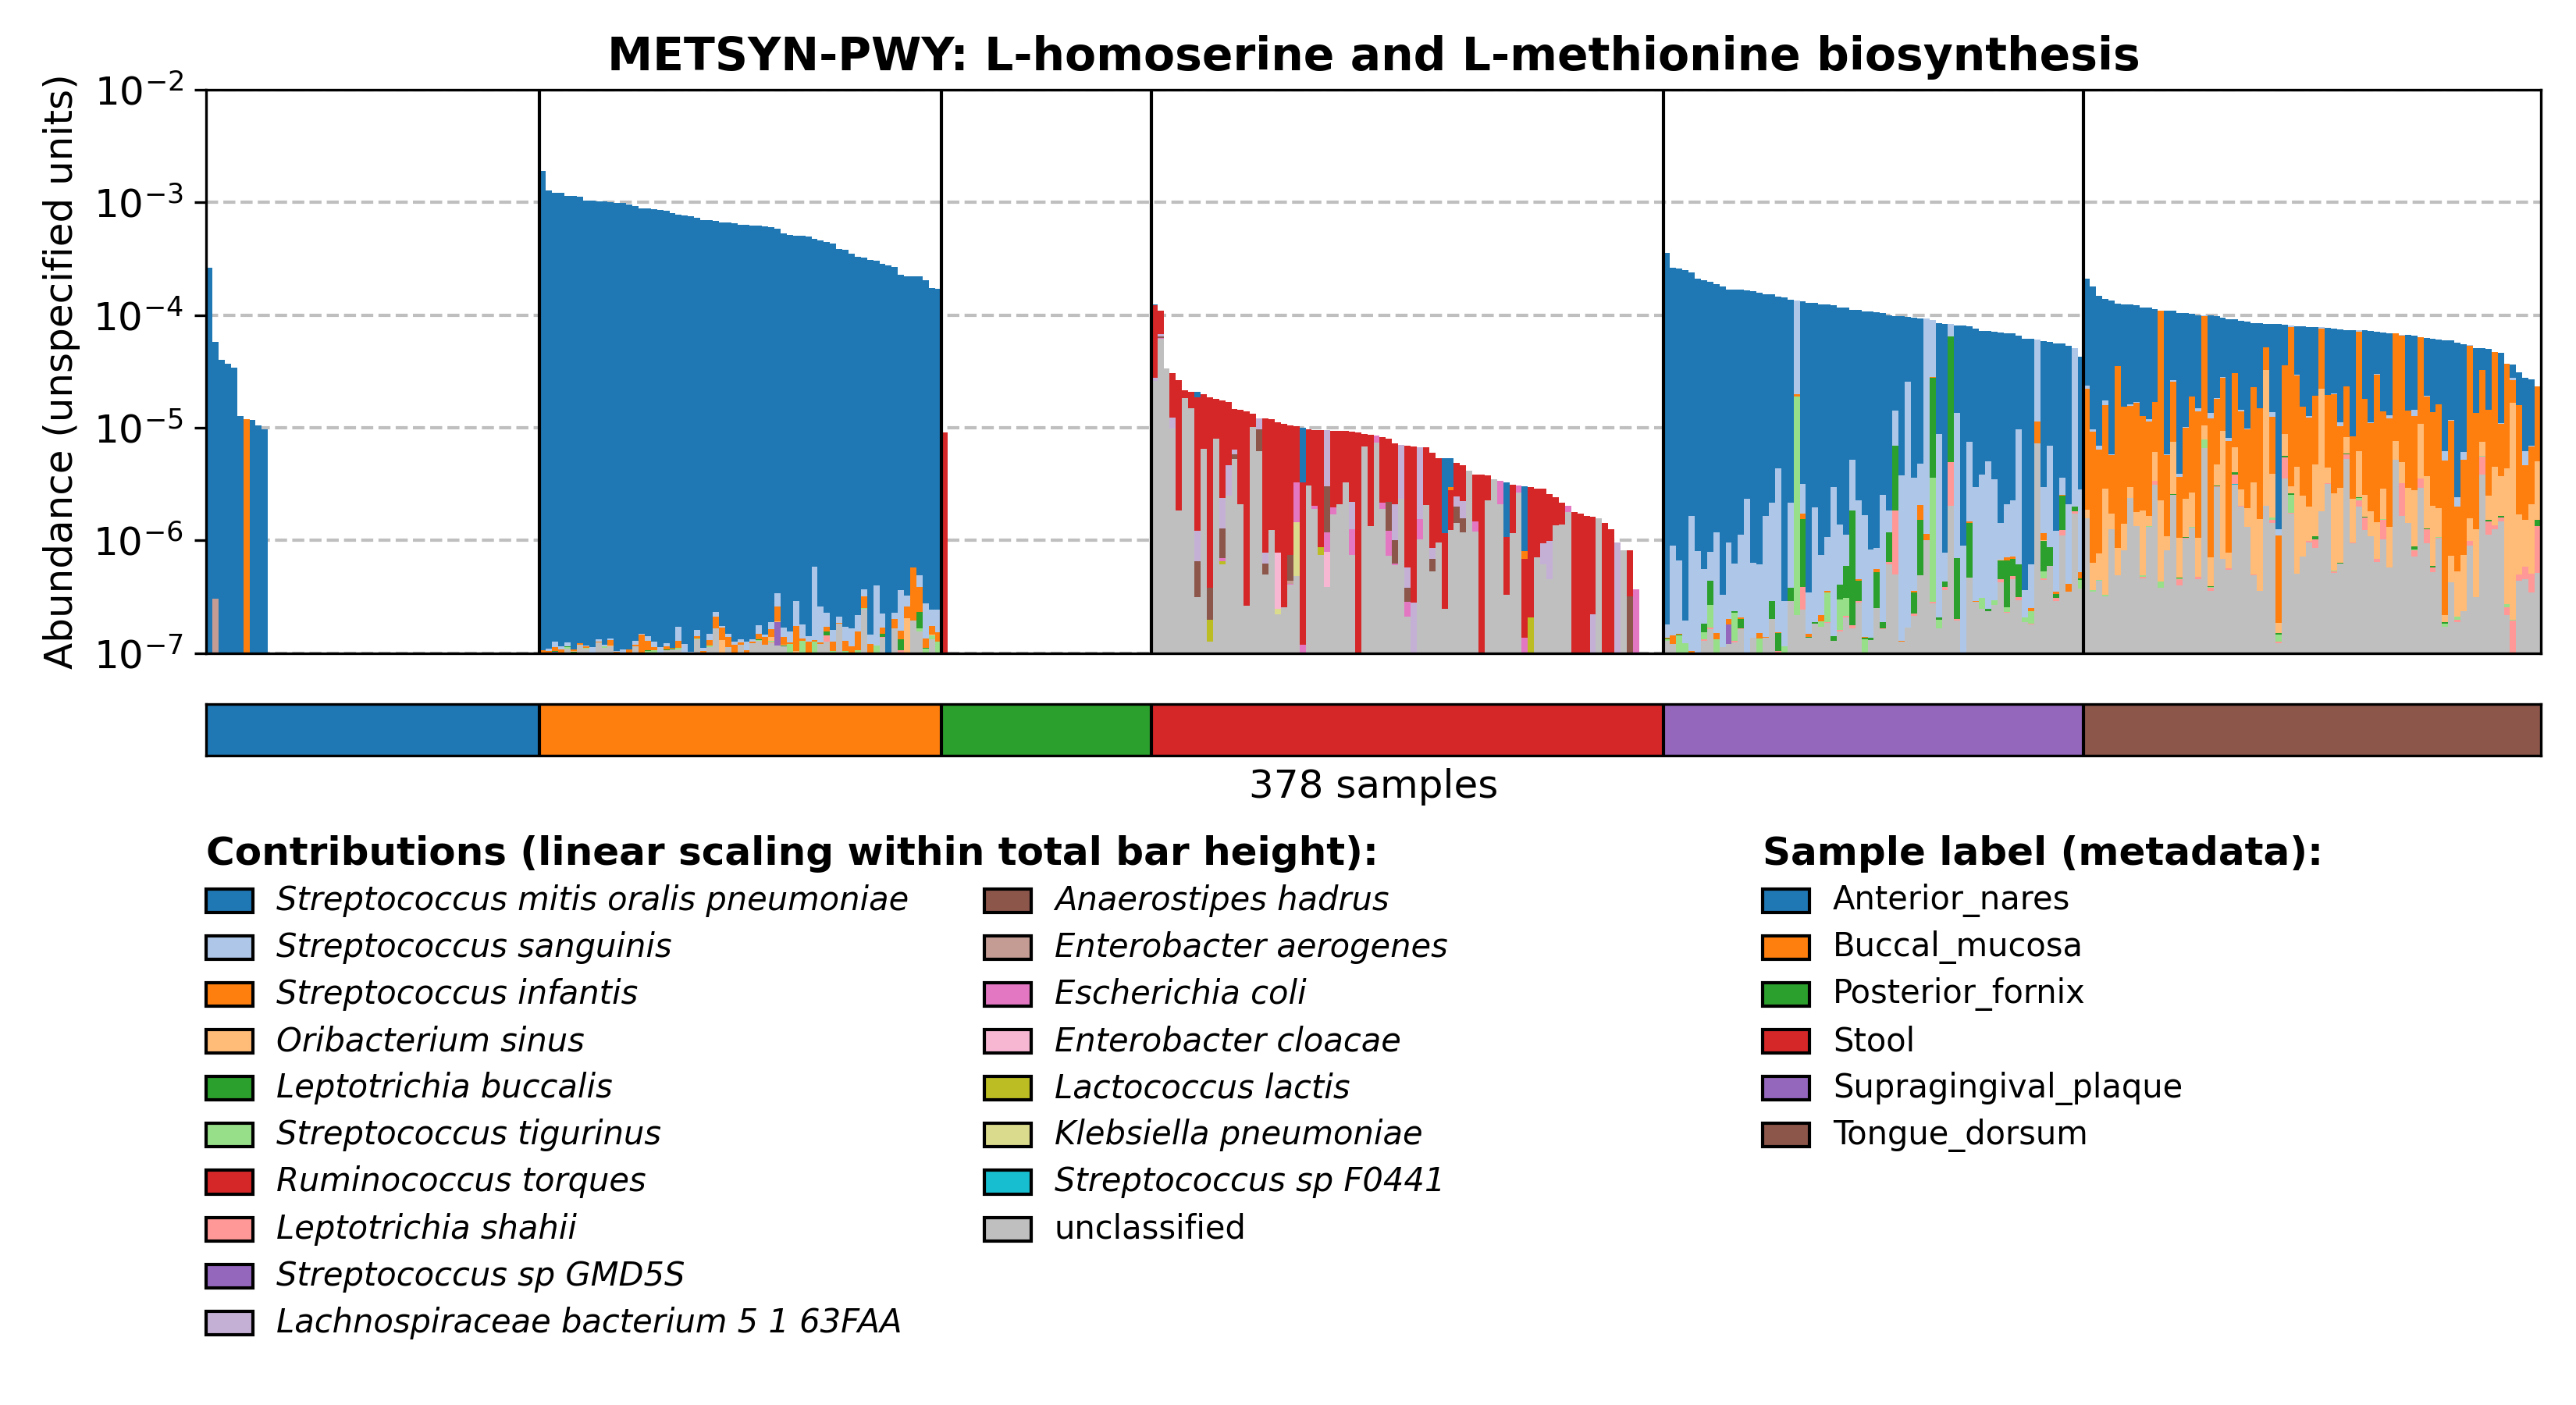 METSYN-PWY: L-homoserine and L-methionine biosynthesis
Abundance (unspecified units)
10⁻²
10⁻³
10⁻⁴
10⁻⁵
10⁻⁶
10⁻⁷
378 samples
Contributions (linear scaling within total bar height):
Streptococcus mitis oralis pneumoniae
Streptococcus sanguinis
Streptococcus infantis
Oribacterium sinus
Leptotrichia buccalis
Streptococcus tigurinus
Ruminococcus torques
Leptotrichia shahii
Streptococcus sp GMD5S
Lachnospiraceae bacterium 5 1 63FAA
Anaerostipes hadrus
Enterobacter aerogenes
Escherichia coli
Enterobacter cloacae
Lactococcus lactis
Klebsiella pneumoniae
Streptococcus sp F0441
unclassified
Sample label (metadata):
Anterior_nares
Buccal_mucosa
Posterior_fornix
Stool
Supragingival_plaque
Tongue_dorsum